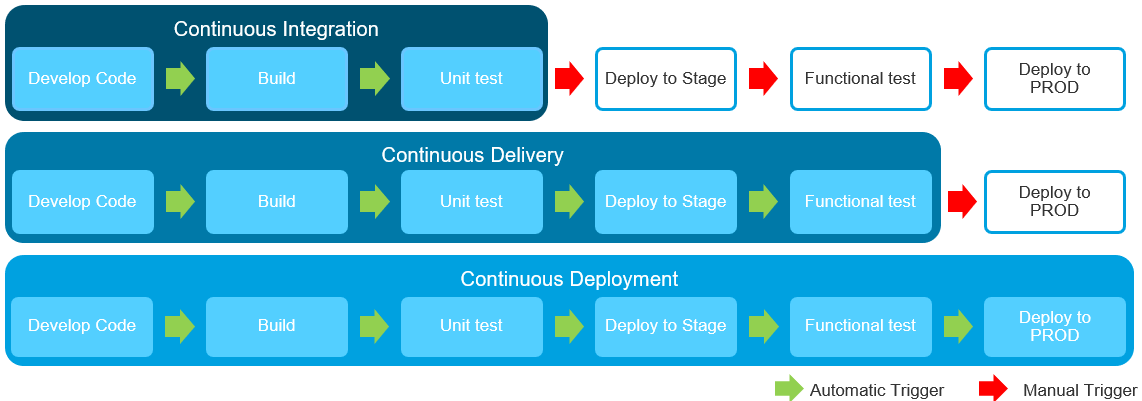 Continuous Integration
Develop Code
Build
Unit test
Deploy to Stage
Functional test
Deploy to
PROD
Continuous Delivery
Develop Code
Build
Unit test
Deploy to Stage
Functional test
Deploy to
PROD
Continuous Deployment
Develop Code
Build
Unit test
Deploy to Stage
Functional test
Deploy to
PROD
Automatic Trigger
Manual Trigger